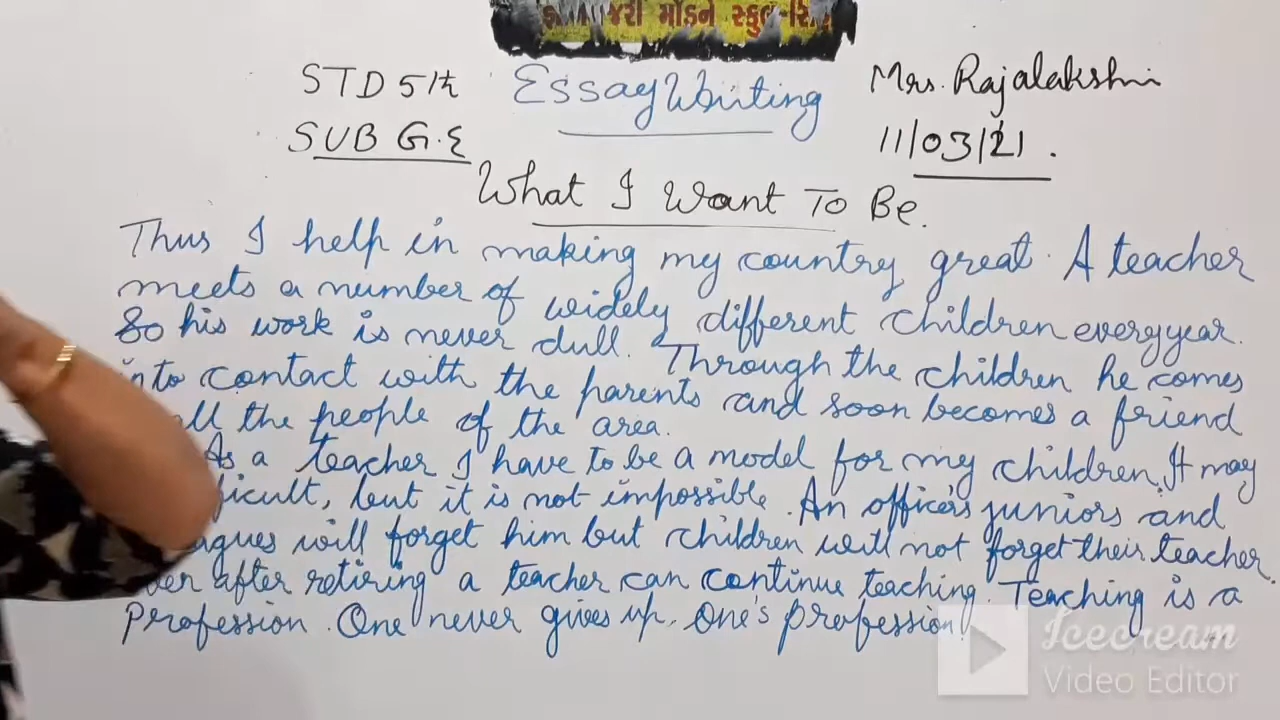 જરી મોડર્ન સ્કુલ
STD 5th
Essay Writing
Mrs. Rajalakshmi
SUB G.E
11/03/21.
What I Want To Be.
Thus I help in making my country great. A teacher
meets a number of widely different children every year.
So his work is never dull. Through the children he comes
into contact with the parents and soon becomes a friend
all the people of the area.
As a teacher I have to be a model for my children. It may
ficult, but it is not impossible. An officer's juniors and
agues will forget him but children will not forget their teacher.
ver after retiring a teacher can continue teaching. Teaching is a
Profession. One never gives up, One's profession.
Icecream
Video Editor